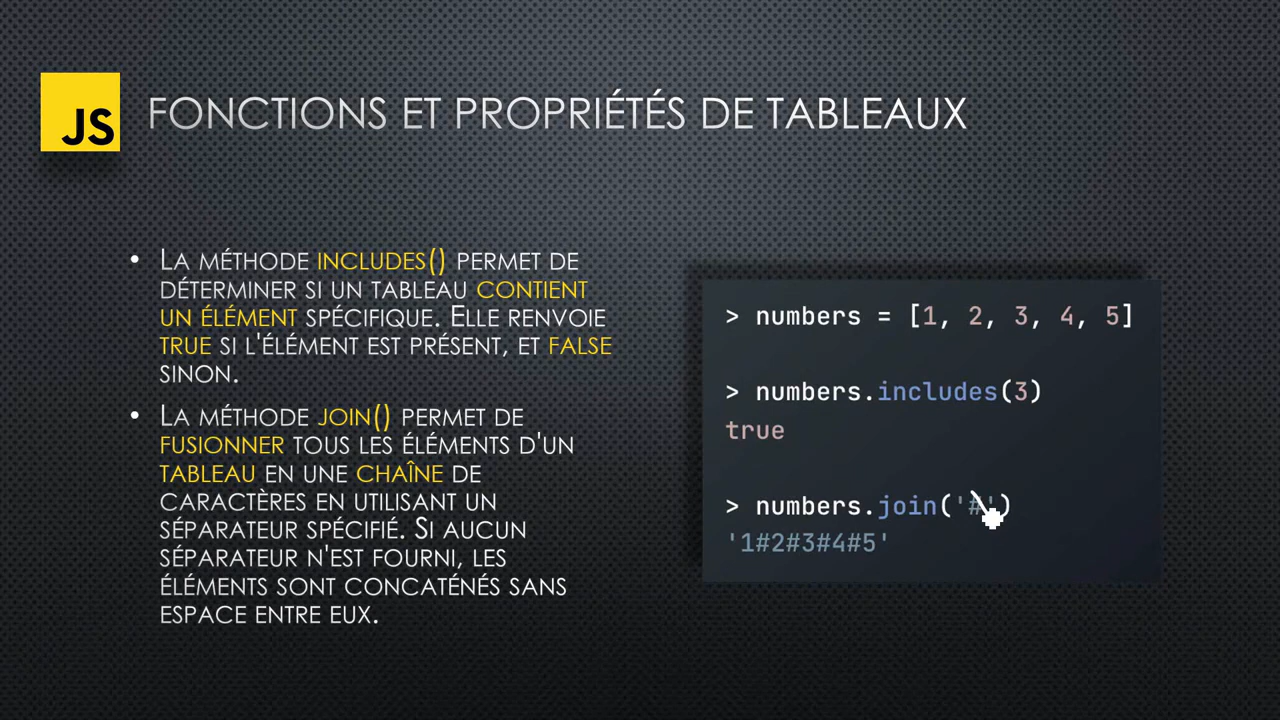 JS
FONCTIONS ET PROPRIÉTÉS DE TABLEAUX
• LA MÉTHODE INCLUDES() PERMET DE
DÉTERMINER SI UN TABLEAU CONTIENT
UN ÉLÉMENT SPÉCIFIQUE. ELLE RENVOIE
TRUE SI L'ÉLÉMENT EST PRÉSENT, ET FALSE
SINON.
• LA MÉTHODE JOIN() PERMET DE
FUSIONNER TOUS LES ÉLÉMENTS D'UN
TABLEAU EN UNE CHAÎNE DE
CARACTÈRES EN UTILISANT UN
SÉPARATEUR SPÉCIFIÉ. SI AUCUN
SÉPARATEUR N'EST FOURNI, LES
ÉLÉMENTS SONT CONCATÉNÉS SANS
ESPACE ENTRE EUX.
> numbers = [1, 2, 3, 4, 5]
> numbers.includes(3)
true
> numbers.join('#')
'1#2#3#4#5'